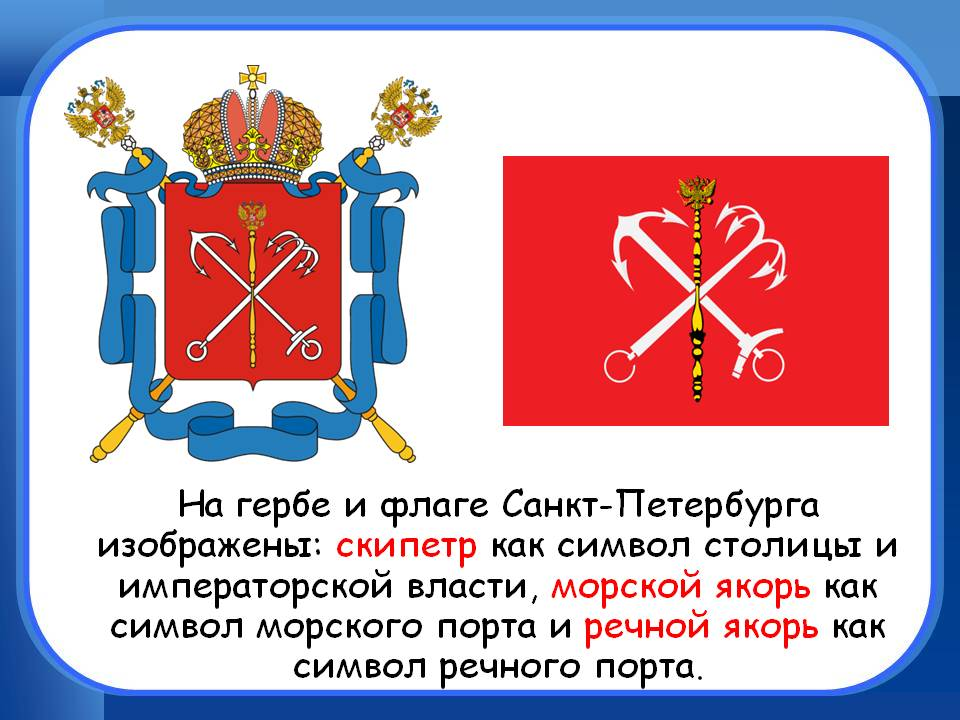 На гербе и флаге Санкт-Петербурга
изображены: скипетр как символ столицы и
императорской власти, морской якорь как
символ морского порта и речной якорь как
символ речного порта.